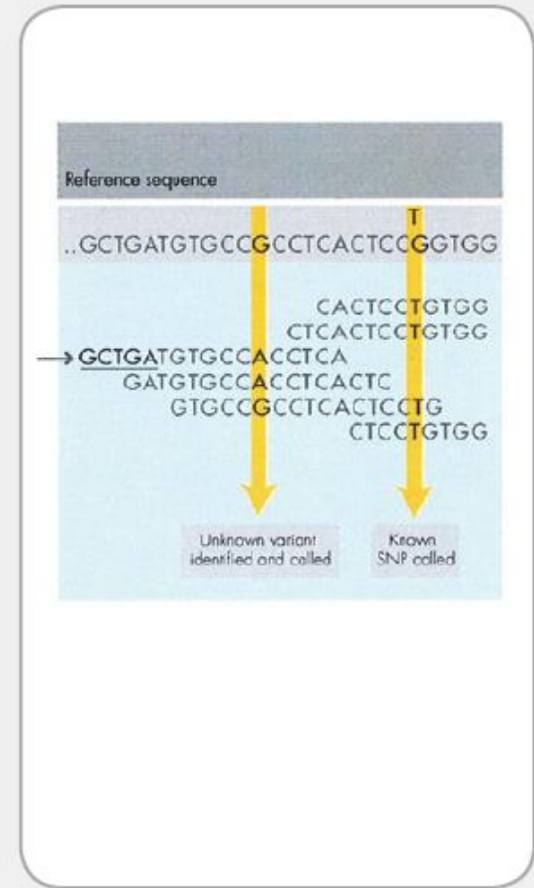 Reference sequence
T
..GCTGATGTGCCGCCTCACTCCGGTGG
CACTCCTGTGG
CTCACTCCTGTGG
GCTGATGTGCCACCTCA
GATGTGCCACCTCACTC
GTGCCGCCTCACTCCTG
CTCCTGTGG
Unknown variant
identified and called
Known
SNP called